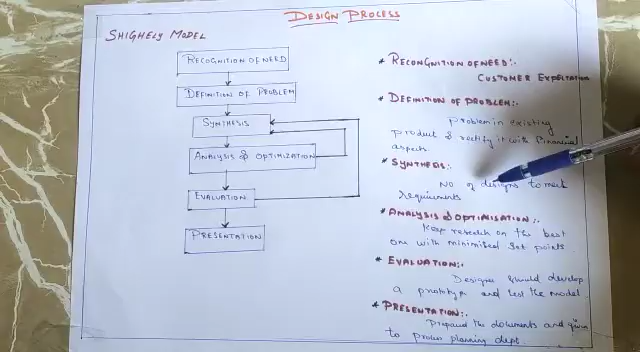 DESIGN PROCESS
SHIGHELY MODEL
RECOGNITION OF NEED
DEFINITION OF PROBLEM
SYNTHESIS
ANALYSIS & OPTIMIZATION
EVALUATION
PRESENTATION
* RECONGNITION OF NEED:-
CUSTOMER EXPECTATION
* DEFINITION OF PROBLEM:-
Problem in existing
product & rectify it with financial
aspects.
* SYNTHESIS:
NO of designs to meet
requirements
* ANALYSIS & OPTIMISATION:-
Keep research on the best
one with minimised set points.
* EVALUATION:
Designer should develop
a prototype and test the model
* PRESENTATION:.
Prepared the documents and given
to process planning dept.